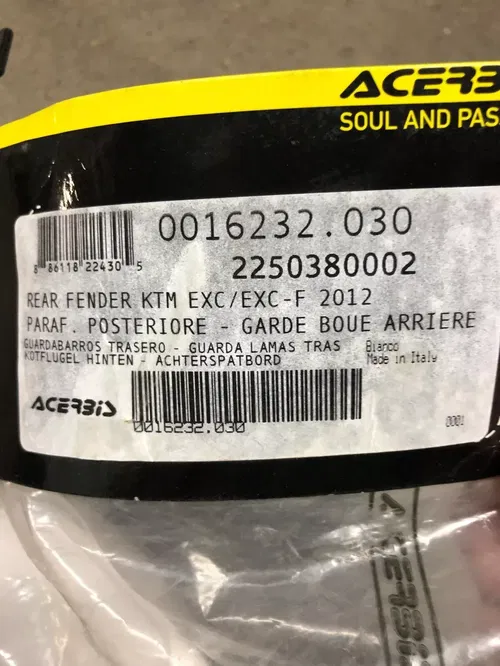 ACERB
SOUL AND PAS
0016232.030
8 86118 22430 5
2250380002
REAR FENDER KTM EXC/EXC-F 2012
PARAF. POSTERIORE - GARDE BOUE ARRIERE
GUARDABARROS TRASERO - GUARDA LAMAS TRAS
KOTFLUGEL HINTEN - ACHTERSPATBORD
Bianco
Made in Italy
ACERBIS
0016232.030
0001
ACERBIS